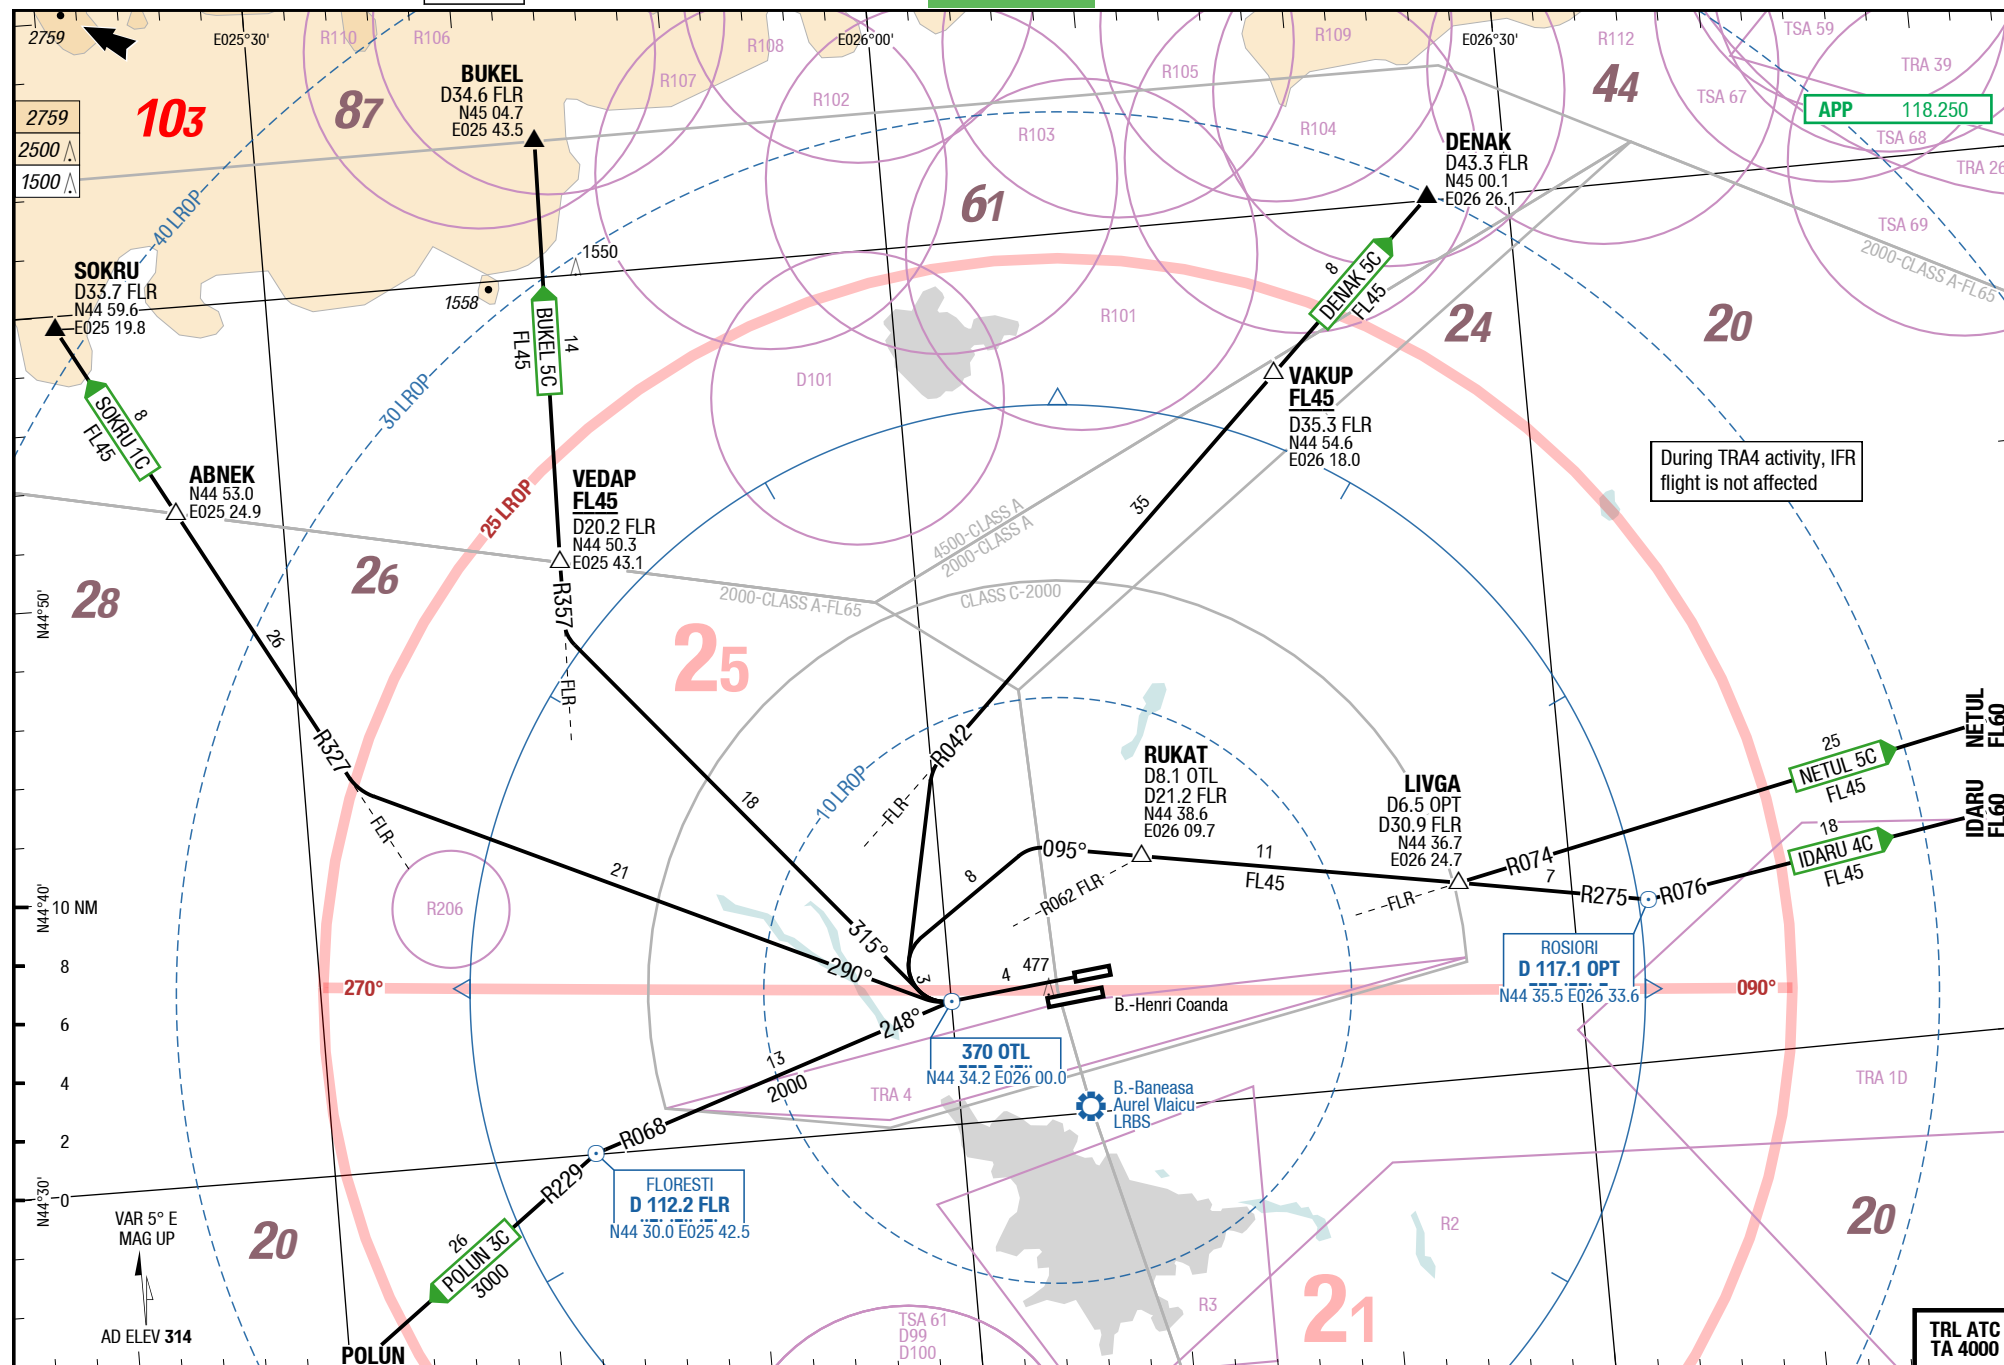 2759
E025°30'
R110
R106
R107
R108
E026°00'
R105
R109
E026°30'
R112
TSA 59
TRA 39
44
TSA 67
APP 118.250
TSA 68
TRA 26
TSA 69
2000-CLASS A-FL65
2759
2500
1500
103
87
BUKEL
D34.6 FLR
N45 04.7
E025 43.5
R102
R103
R104
61
DENAK
D43.3 FLR
N45 00.1
E026 26.1
40 LROP
1550
1558
SOKRU
D33.7 FLR
N44 59.6
E025 19.8
8
SOKRU 1C
FL45
30 LROP
14
BUKEL 5C
FL45
8
DENAK 5C
FL45
R101
D101
24
20
VAKUP
FL45
D35.3 FLR
N44 54.6
E026 18.0
During TRA4 activity, IFR
flight is not affected
ABNEK
N44 53.0
E025 24.9
25 LROP
VEDAP
FL45
D20.2 FLR
N44 50.3
E025 43.1
35
4500-CLASS A
2000-CLASS A
28
26
N44°50'
R357
2000-CLASS A-FL65
CLASS C-2000
26
25
FLR
R327
FLR
R042
FLR
18
10 LROP
RUKAT
D8.1 OTL
D21.2 FLR
N44 38.6
E026 09.7
LIVGA
D6.5 OPT
D30.9 FLR
N44 36.7
E026 24.7
NETUL
FL60
25
NETUL 5C
FL45
IDARU
FL60
18
IDARU 4C
FL45
21
8
095°
11
FL45
R074
7
R275
R076
R062 FLR
FLR
N44°40'
10 NM
8
6
4
2
0
R206
315°
290°
3
4
477
B.-Henri Coanda
270°
090°
ROSIORI
D 117.1 OPT
N44 35.5 E026 33.6
248°
13
2000
370 OTL
N44 34.2 E026 00.0
TRA 4
B.-Baneasa
Aurel Vlaicu
LRBS
TRA 1D
R068
R229
FLORESTI
D 112.2 FLR
N44 30.0 E025 42.5
N44°30'
VAR 5° E
MAG UP
20
26
POLUN 3C
3000
R2
20
R3
21
AD ELEV 314
POLUN
TSA 61
D99
D100
TRL ATC
TA 4000